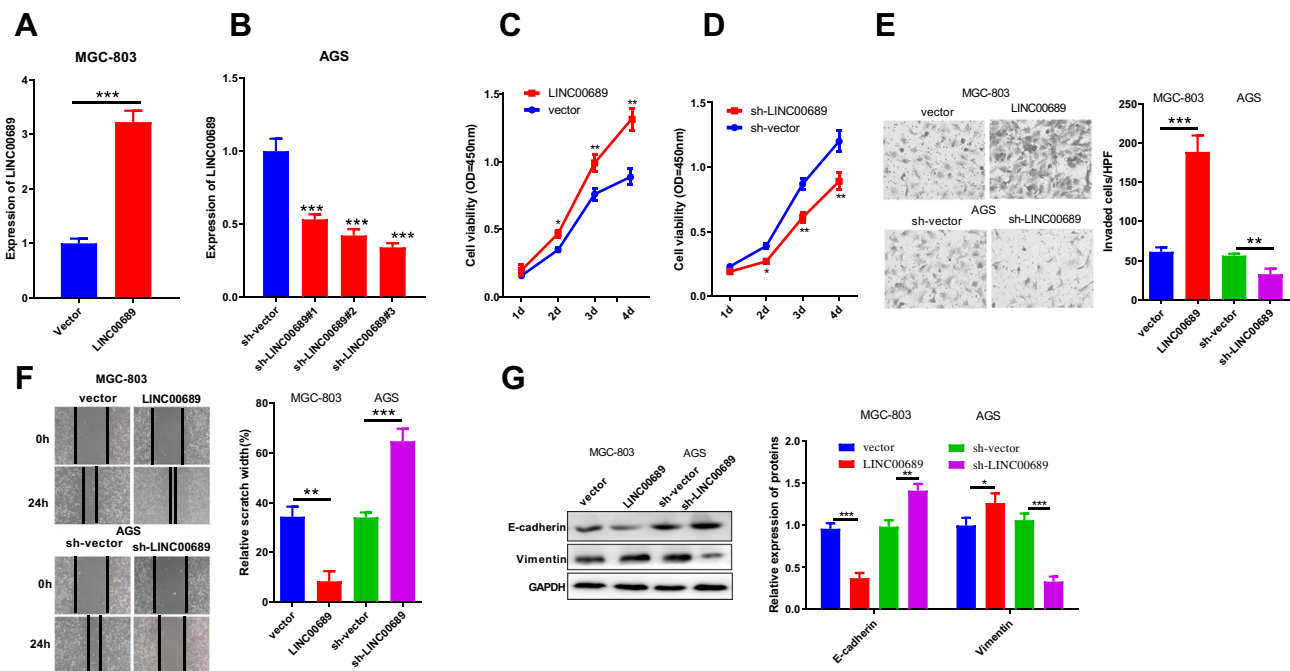 A
MGC-803
Expression of LINC00689
4
3
2
1
0
***
Vector
LINC00689
B
AGS
Expression of LINC00689
1.5
1.0
0.5
0.0
***
***
***
sh-vector
sh-LINC00689#1
sh-LINC00689#2
sh-LINC00689#3
C
LINC00689
vector
Cell viability (OD=450nm)
1.5
1.0
0.5
0.0
*
**
**
1d
2d
3d
4d
D
sh-LINC00689
sh-vector
Cell viability (OD=450nm)
1.5
1.0
0.5
0.0
*
**
**
1d
2d
3d
4d
E
MGC-803
vector
LINC00689
AGS
sh-vector
sh-LINC00689
Invaded cells/HPF
250
200
150
100
50
0
MGC-803
AGS
***
**
vector
LINC00689
sh-vector
sh-LINC00689
F
MGC-803
vector
LINC00689
0h
24h
AGS
sh-vector
sh-LINC00689
0h
24h
Relative scratch width(%)
80
60
40
20
0
MGC-803
AGS
**
***
vector
LINC00689
sh-vector
sh-LINC00689
G
MGC-803
AGS
vector
LINC00689
sh-vector
sh-LINC00689
E-cadherin
Vimentin
GAPDH
MGC-803
AGS
vector
LINC00689
sh-vector
sh-LINC00689
Relative expression of proteins
2.0
1.5
1.0
0.5
0.0
***
**
*
***
E-cadherin
Vimentin